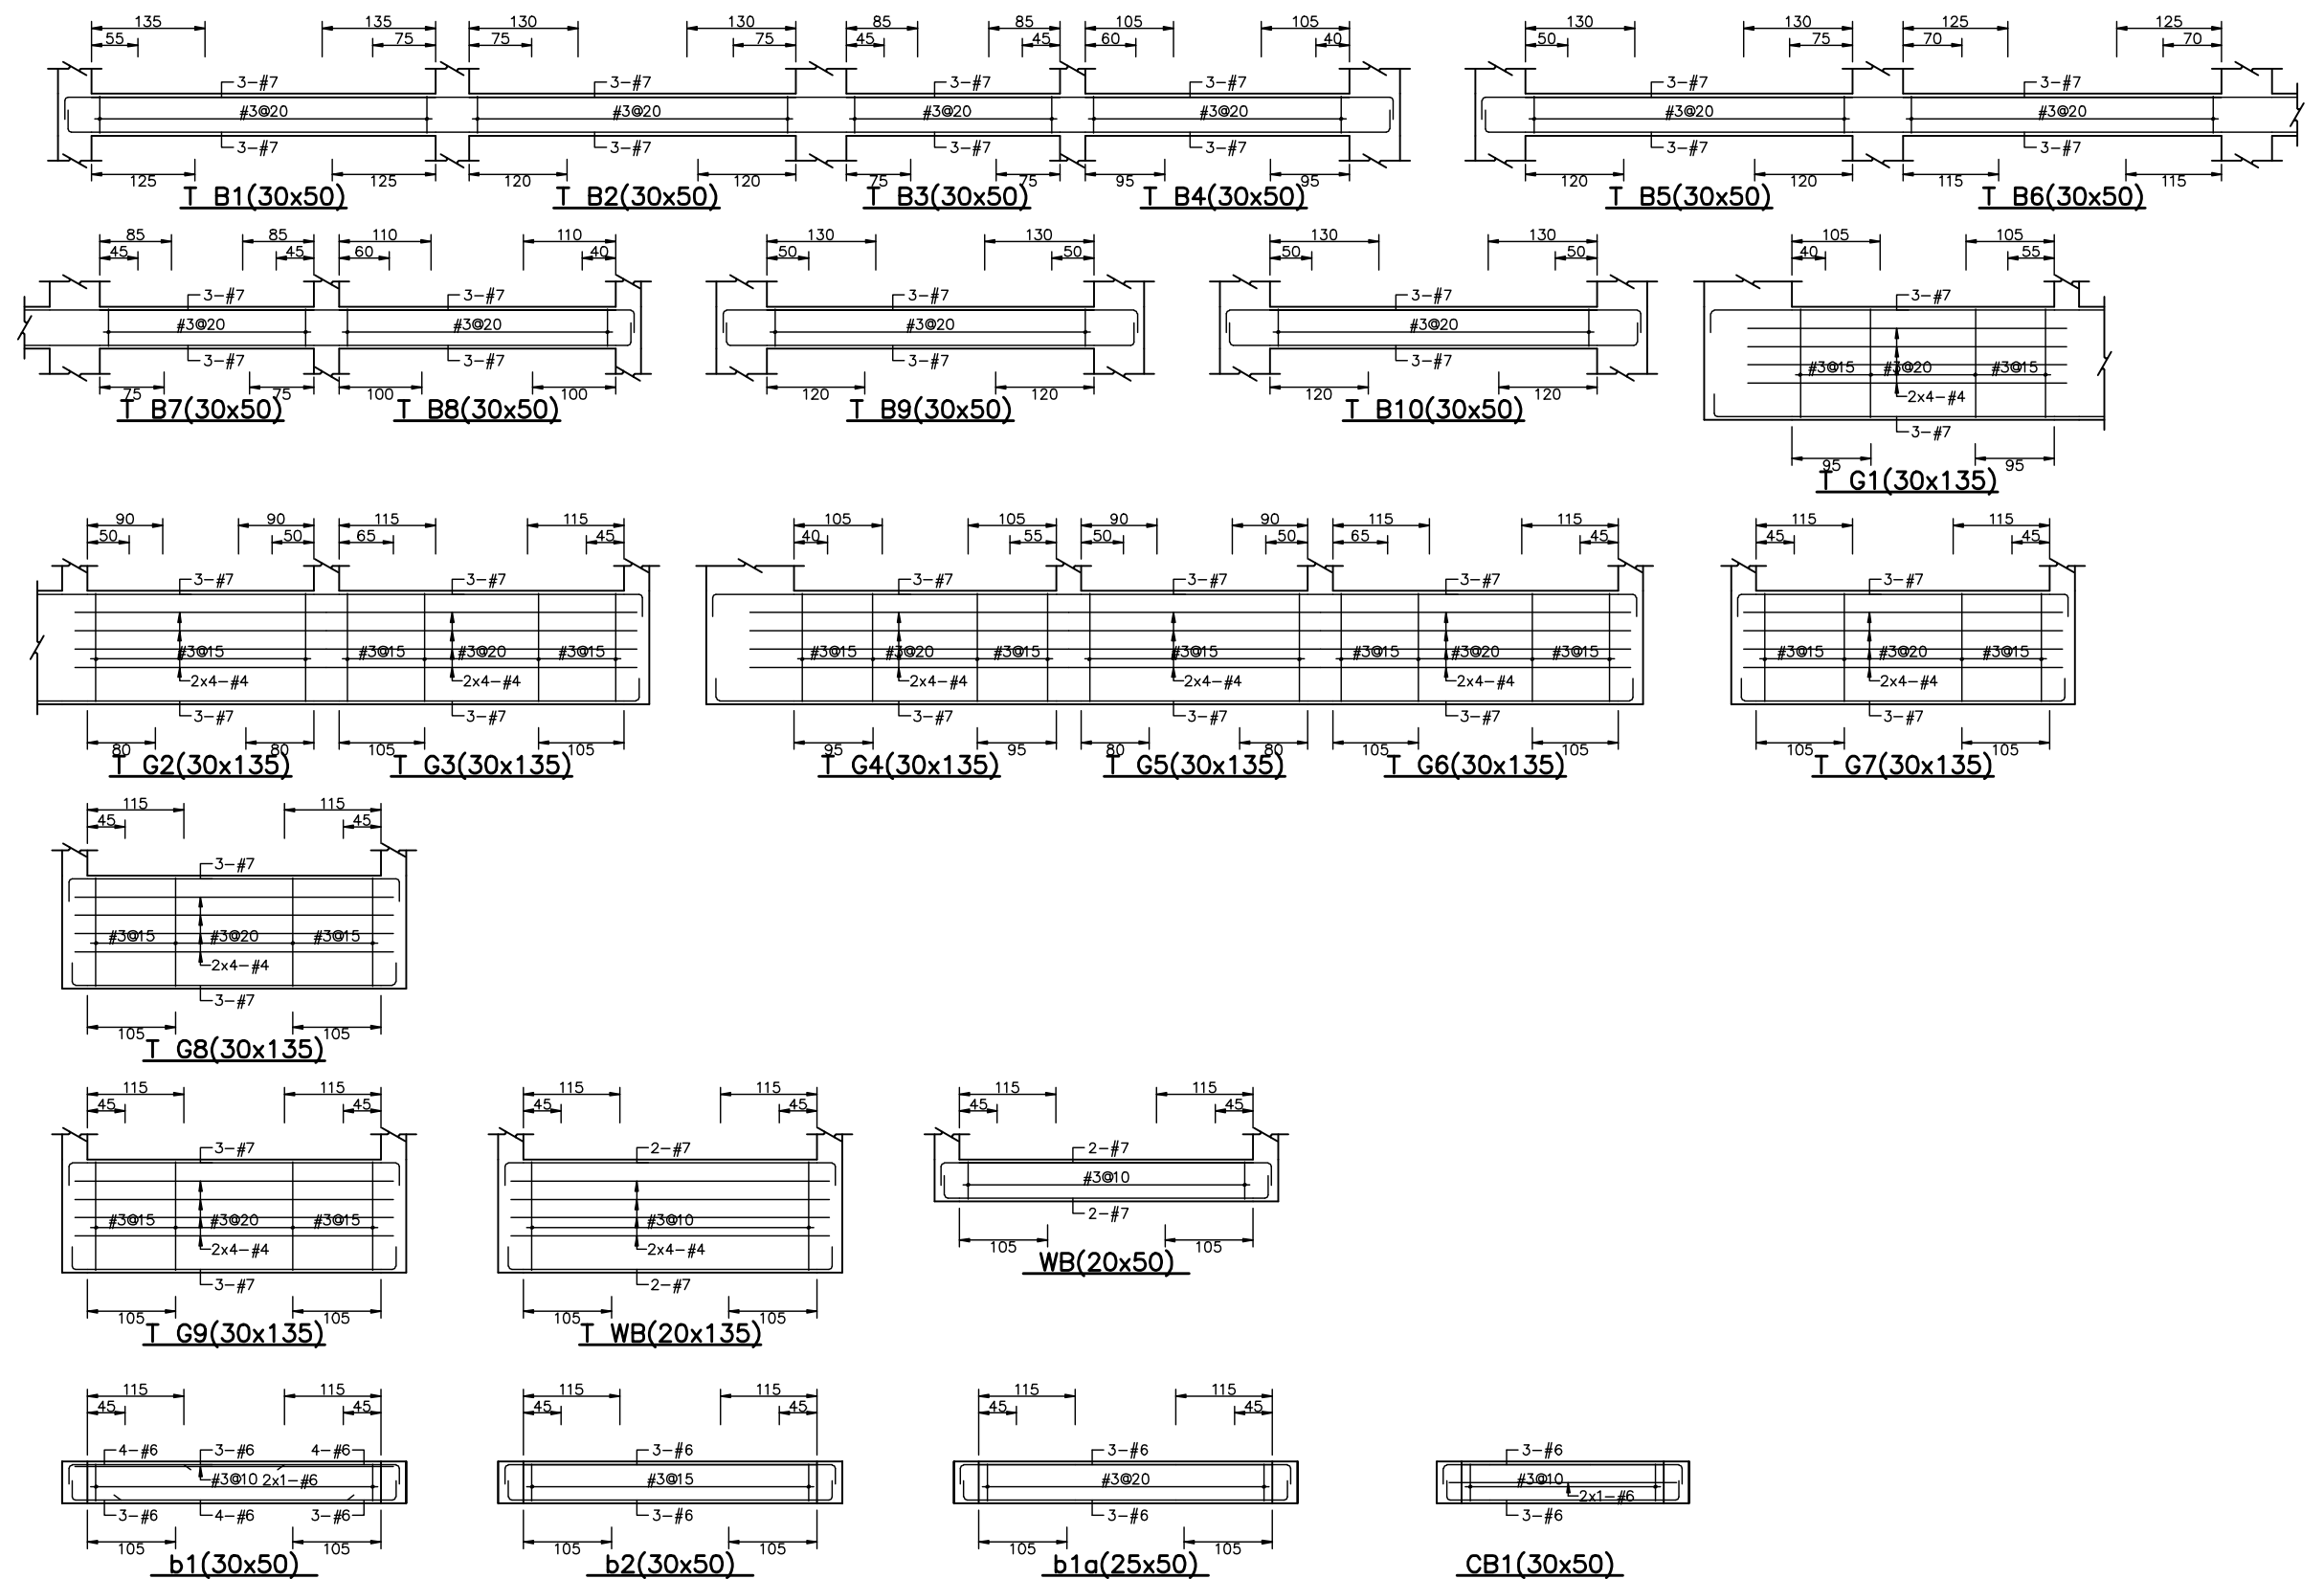 135 135 130 130 85 85 105 105 130 130 125 125
55 75 75 75 45 45 60 40 50 75 70 70
3-#7 3-#7 3-#7 3-#7 3-#7 3-#7
#3@20 #3@20 #3@20 #3@20 #3@20 #3@20
3-#7 3-#7 3-#7 3-#7 3-#7 3-#7
125 125 120 120 75 75 95 95 120 120 115 115
T B1(30x50) T B2(30x50) T B3(30x50) T B4(30x50) T B5(30x50) T B6(30x50)
85 85 110 110 130 130 130 130 105 105
45 45 60 40 50 50 50 50 40 55
3-#7 3-#7 3-#7 3-#7 3-#7
#3@20 #3@20 #3@20 #3@20
3-#7 3-#7 3-#7 3-#7 #3@15 #3@20 #3@15
75 75 100 100 120 120 120 120 2x4-#4
T B7(30x50) T B8(30x50) T B9(30x50) T B10(30x50) 3-#7
95 95
T G1(30x135)
90 90 115 115 105 105 90 90 115 115 115 115
50 50 65 45 40 55 50 50 65 45 45 45
3-#7 3-#7 3-#7 3-#7 3-#7 3-#7
#3@15 #3@15 #3@20 #3@15 #3@15 #3@20 #3@15 #3@15 #3@15 #3@20 #3@15 #3@15 #3@20 #3@15
2x4-#4 2x4-#4 2x4-#4 2x4-#4 2x4-#4 2x4-#4
3-#7 3-#7 3-#7 3-#7 3-#7 3-#7
80 80 105 105 95 95 80 80 105 105 105 105
T G2(30x135) T G3(30x135) T G4(30x135) T G5(30x135) T G6(30x135) T G7(30x135)
115 115
45 45
3-#7
#3@15 #3@20 #3@15
2x4-#4
3-#7
105 105
T G8(30x135)
115 115 115 115 115 115
45 45 45 45 45 45
3-#7 2-#7 2-#7
#3@10
#3@15 #3@20 #3@15 #3@10 2-#7
2x4-#4 2x4-#4 105 105
3-#7 2-#7 WB(20x50)
105 105 105 105
T G9(30x135) T WB(20x135)
115 115 115 115 115 115
45 45 45 45 45 45
4-#6 3-#6 4-#6 3-#6 3-#6 3-#6
#3@10 2x1-#6 #3@15 #3@20 #3@10
2x1-#6
3-#6 4-#6 3-#6 3-#6 3-#6 3-#6
105 105 105 105 105 105
b1(30x50) b2(30x50) b1a(25x50) CB1(30x50)